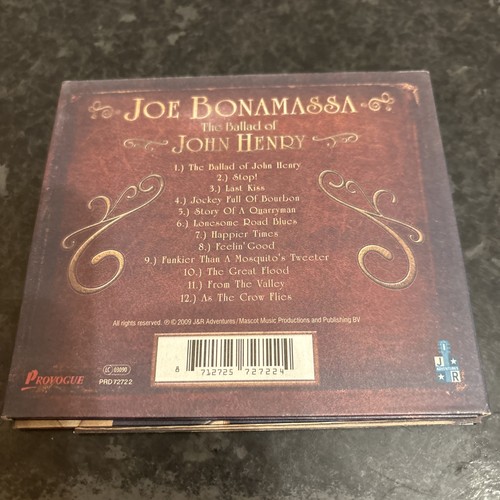 JOE BONAMASSA
The Ballad of
JOHN HENRY
1.) The Ballad of John Henry
2.) Stop!
3.) Last Kiss
4.) Jockey Full Of Bourbon
5.) Story Of A Quarryman
6.) Lonesome Road Blues
7.) Happier Times
8.) Feelin' Good
9.) Funkier Than A Mosquito's Tweeter
10.) The Great Flood
11.) From The Valley
12.) As The Crow Flies
All rights reserved. ℗ © 2009 J&R Adventures/Mascot Music Productions and Publishing BV
PROVOGUE
LC 03090
PRD 7272 2
8 712725 727224
J
ADVENTURES
R